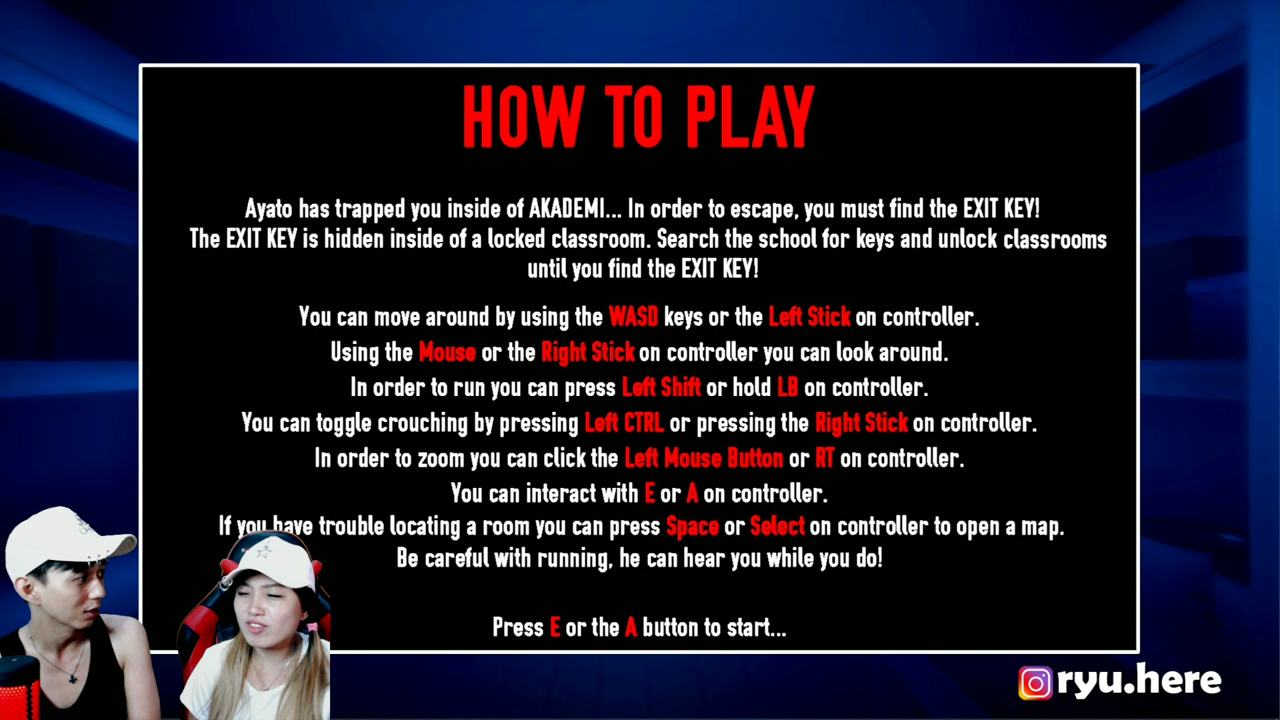 HOW TO PLAY
Ayato has trapped you inside of AKADEMI... In order to escape, you must find the EXIT KEY!
The EXIT KEY is hidden inside of a locked classroom. Search the school for keys and unlock classrooms
until you find the EXIT KEY!
You can move around by using the WASD keys or the Left Stick on controller.
Using the Mouse or the Right Stick on controller you can look around.
In order to run you can press Left Shift or hold LB on controller.
You can toggle crouching by pressing Left CTRL or pressing the Right Stick on controller.
In order to zoom you can click the Left Mouse Button or RT on controller.
You can interact with E or A on controller.
If you have trouble locating a room you can press Space or Select on controller to open a map.
Be careful with running, he can hear you while you do!
Press E or the A button to start...
ryu.here